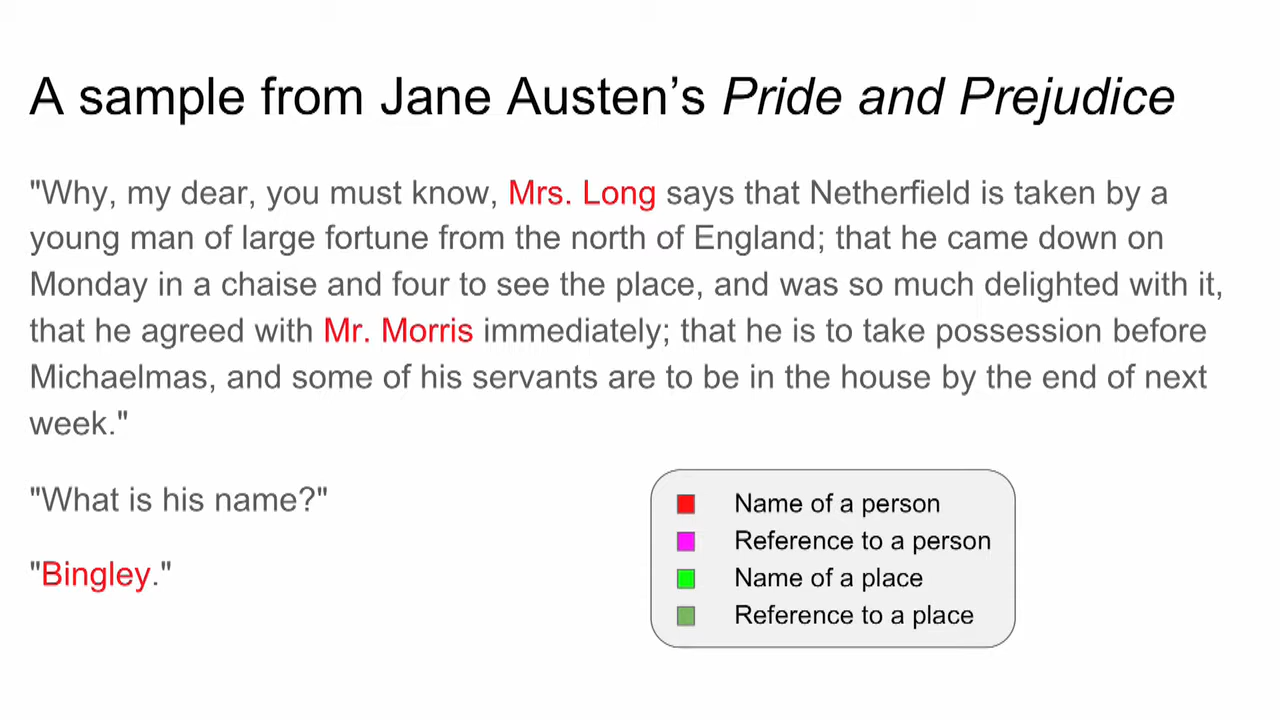 A sample from Jane Austen’s Pride and Prejudice
"Why, my dear, you must know, Mrs. Long says that Netherfield is taken by a
young man of large fortune from the north of England; that he came down on
Monday in a chaise and four to see the place, and was so much delighted with it,
that he agreed with Mr. Morris immediately; that he is to take possession before
Michaelmas, and some of his servants are to be in the house by the end of next
week."
"What is his name?"
"Bingley."
Name of a person
Reference to a person
Name of a place
Reference to a place